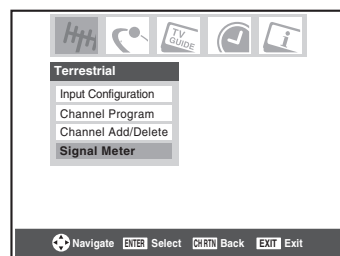 TV GUIDE
Terrestrial
Input Configuration
Channel Program
Channel Add/Delete
Signal Meter
Navigate ENTER Select CH RTN Back EXIT Exit